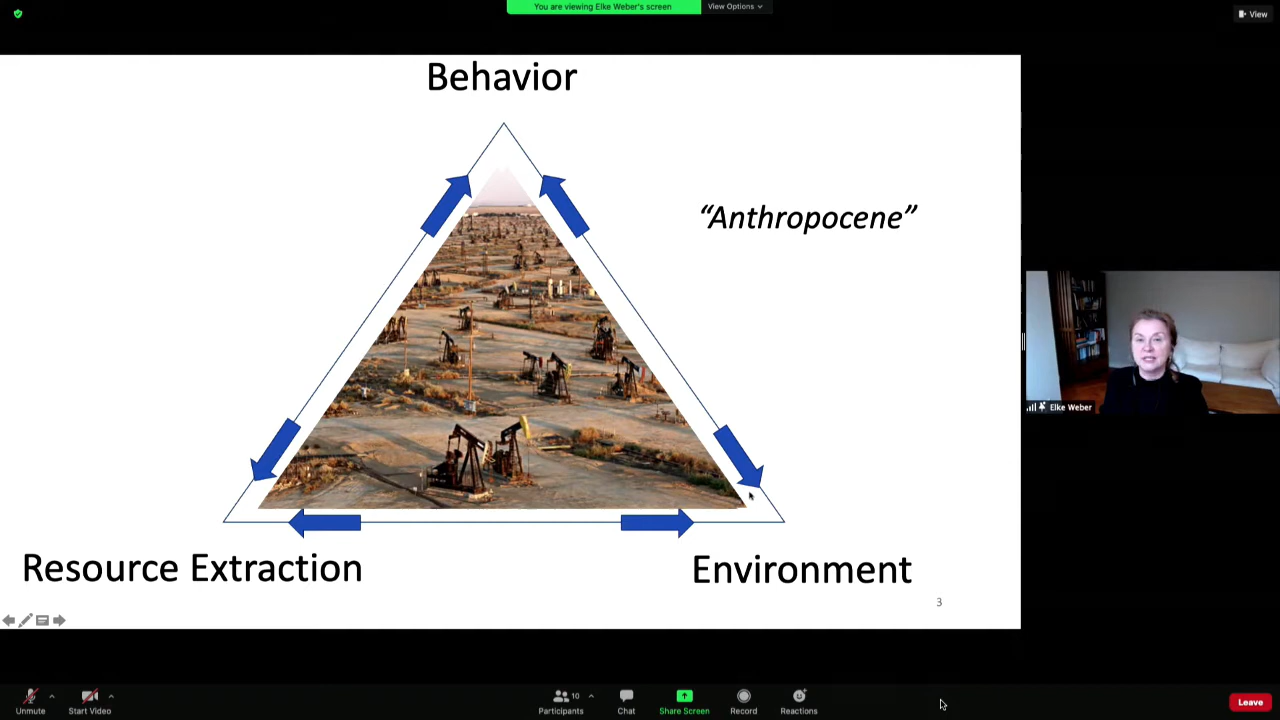 You are viewing Elke Weber's screen
View Options
View
Behavior
“Anthropocene”
Elke Weber
Resource Extraction
Environment
3
Unmute
Start Video
10
Participants
Chat
Share Screen
Record
Reactions
Leave